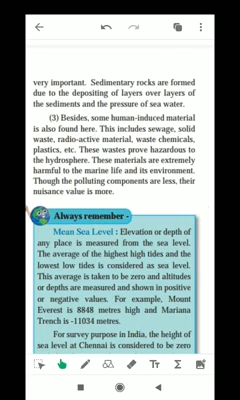 very important. Sedimentary rocks are formed
due to the depositing of layers over layers of
the sediments and the pressure of sea water.
(3) Besides, some human-induced material
is also found here. This includes sewage, solid
waste, radio-active material, waste chemicals,
plastics, etc. These wastes prove hazardous to
the hydrosphere. These materials are extremely
harmful to the marine life and its environment.
Though the polluting components are less, their
nuisance value is more.
Always remember -
Mean Sea Level : Elevation or depth of
any place is measured from the sea level.
The average of the highest high tides and the
lowest low tides is considered as sea level.
This average is taken to be zero and altitudes
or depths are measured and shown in positive
or negative values. For example, Mount
Everest is 8848 metres high and Mariana
Trench is -11034 metres.
For survey purpose in India, the height of
sea level at Chennai is considered to be zero